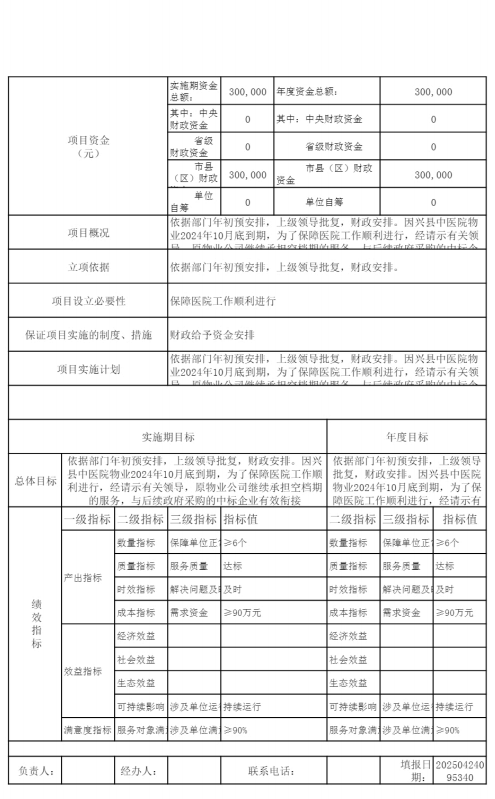 项目资金
（元）
实施期资金
总额：
300,000
年度资金总额：
300,000
其中：中央
财政资金
0
其中：中央财政资金
0
省级
财政资金
0
省级财政资金
0
市县
（区）财政
300,000
市县（区）财政
资金
300,000
单位
自筹
0
单位自筹
0
项目概况
依据部门年初预安排，上级领导批复，财政安排。因兴县中医院物
业2024年10月底到期，为了保障医院工作顺利进行，经请示有关领
导，原物业公司继续承担空档期的服务，与后续政府采购的中标企
立项依据
依据部门年初预安排，上级领导批复，财政安排。
项目设立必要性
保障医院工作顺利进行
保证项目实施的制度、措施
财政给予资金安排
项目实施计划
依据部门年初预安排，上级领导批复，财政安排。因兴县中医院物
业2024年10月底到期，为了保障医院工作顺利进行，经请示有关领
导，原物业公司继续承担空档期的服务，与后续政府采购的中标企
实施期目标
年度目标
总体目标
依据部门年初预安排，上级领导批复，财政安排。因兴
县中医院物业2024年10月底到期，为了保障医院工作顺
利进行，经请示有关领导，原物业公司继续承担空档期
的服务，与后续政府采购的中标企业有效衔接
依据部门年初预安排，上级领导
批复，财政安排。因兴县中医院
物业2024年10月底到期，为了保
障医院工作顺利进行，经请示有
绩
效
指
标
一级指标
二级指标
三级指标
指标值
二级指标
三级指标
指标值
产出指标
数量指标
保障单位正
≥6个
数量指标
保障单位正
≥6个
质量指标
服务质量
达标
质量指标
服务质量
达标
时效指标
解决问题及
及时
时效指标
解决问题及
及时
成本指标
需求资金
≥90万元
成本指标
需求资金
≥90万元
效益指标
经济效益
经济效益
社会效益
社会效益
生态效益
生态效益
可持续影响
涉及单位运
持续运行
可持续影响
涉及单位运
持续运行
满意度指标
服务对象满
涉及单位满
≥90%
服务对象满
涉及单位满
≥90%
负责人：
经办人：
联系电话：
填报日
期：
202504240
95340